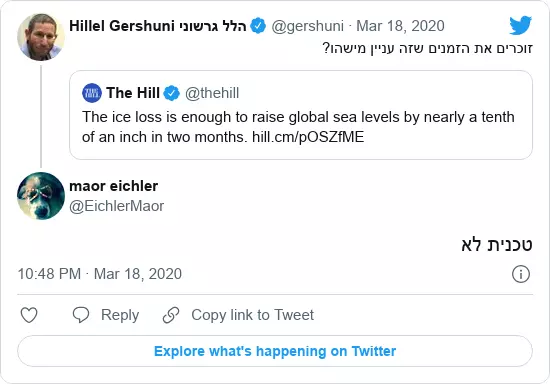 Hillel Gershuni הלל גרשוני @gershuni · Mar 18, 2020
זוכרים את הזמנים שזה עניין מישהו?
THE HILL The Hill @thehill
The ice loss is enough to raise global sea levels by nearly a tenth
of an inch in two months. hill.cm/pOSZfME
maor eichler
@EichlerMaor
טכנית לא
10:48 PM · Mar 18, 2020
Reply Copy link to Tweet
Explore what's happening on Twitter